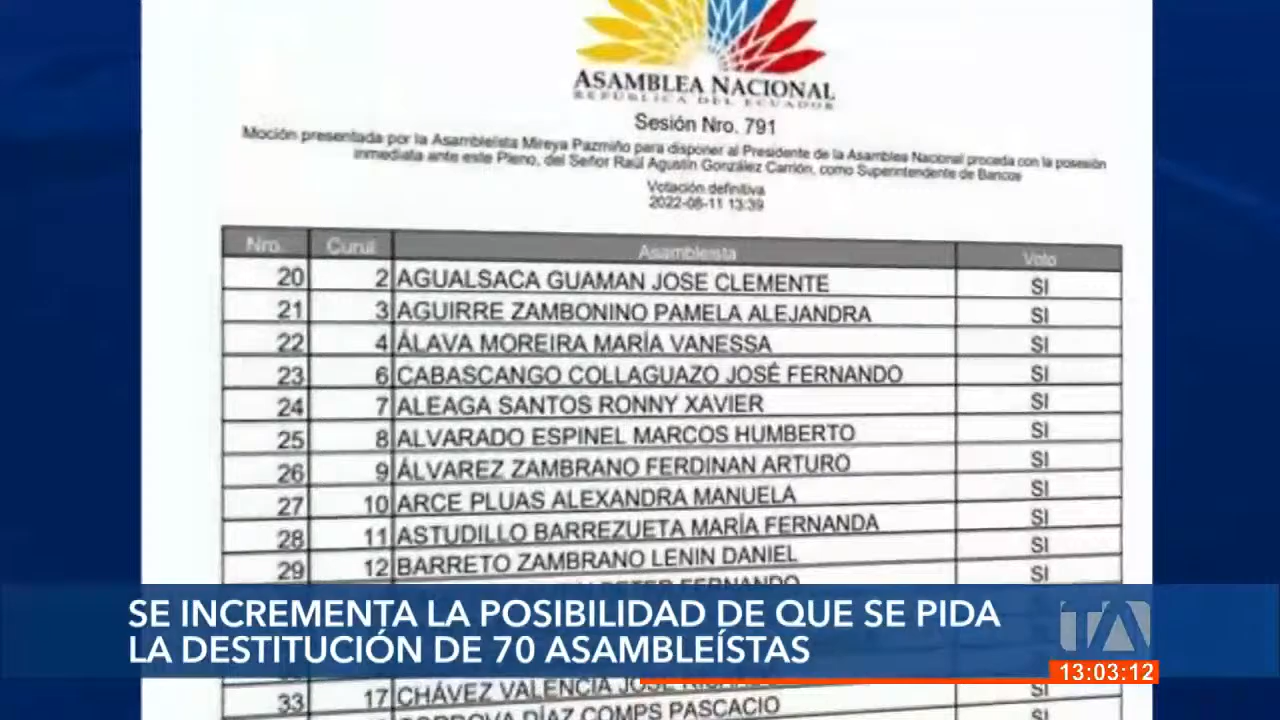 ASAMBLEA NACIONAL
REPÚBLICA DEL ECUADOR
Sesión Nro. 791
Moción presentada por la Asambleísta Mireya Pazmiño para disponer al Presidente de la Asamblea Nacional proceda con la posesión
inmediata ante este Pleno, del Señor Raúl Agustín González Carrión, como Superintendente de Bancos
Votación definitiva
2022-08-11 13:39
Nro. Curul Asambleísta Voto
20 2 AGUALSACA GUAMAN JOSE CLEMENTE SI
21 3 AGUIRRE ZAMBONINO PAMELA ALEJANDRA SI
22 4 ÁLAVA MOREIRA MARÍA VANESSA SI
23 6 CABASCANGO COLLAGUAZO JOSÉ FERNANDO SI
24 7 ALEAGA SANTOS RONNY XAVIER SI
25 8 ALVARADO ESPINEL MARCOS HUMBERTO SI
26 9 ÁLVAREZ ZAMBRANO FERDINAN ARTURO SI
27 10 ARCE PLUAS ALEXANDRA MANUELA SI
28 11 ASTUDILLO BARREZUETA MARÍA FERNANDA SI
29 12 BARRETO ZAMBRANO LENIN DANIEL SI
FERNANDO
SE INCREMENTA LA POSIBILIDAD DE QUE SE PIDA
LA DESTITUCIÓN DE 70 ASAMBLEÍSTAS
TA
13:03:12
33 17 CHÁVEZ VALENCIA SI
DÍAZ COMPS PASCACIO SI